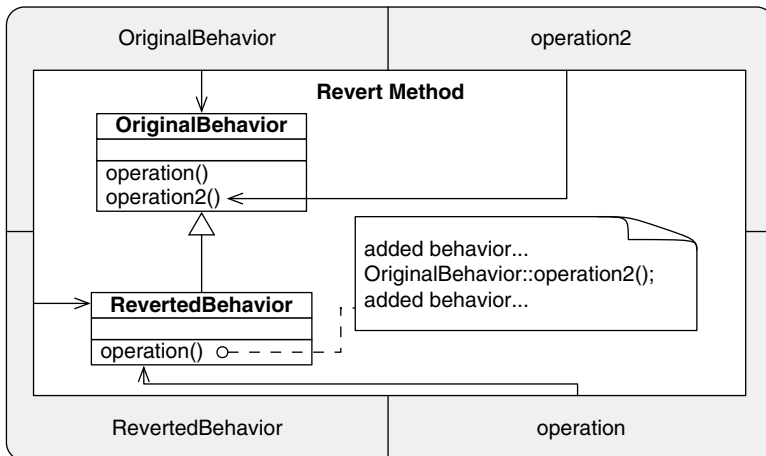 OriginalBehavior
operation2
Revert Method
OriginalBehavior
operation()
operation2()
added behavior...
OriginalBehavior::operation2();
added behavior...
RevertedBehavior
operation()
RevertedBehavior
operation